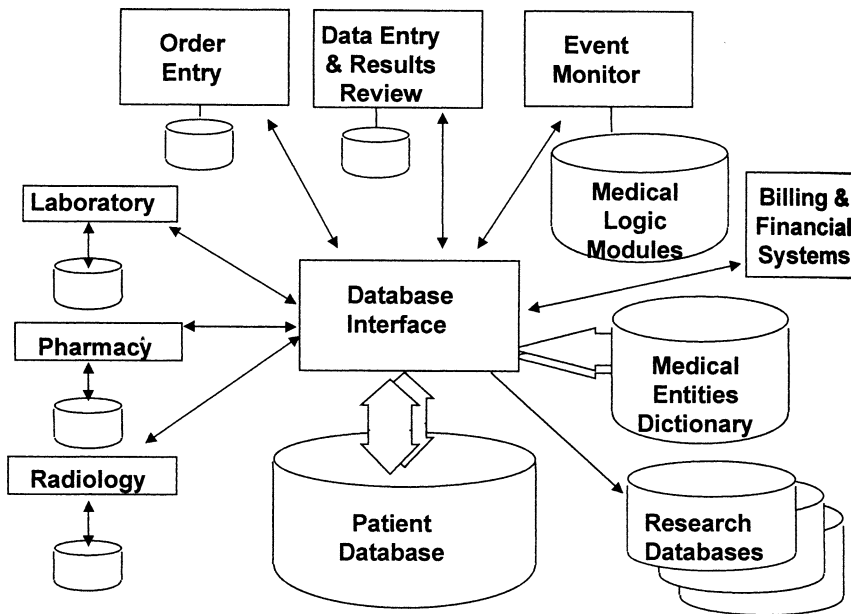 Order
Entry
Data Entry
& Results
Review
Event
Monitor
Laboratory
Medical
Logic
Modules
Billing &
Financial
Systems
Database
Interface
Pharmacy
Medical
Entities
Dictionary
Radiology
Patient
Database
Research
Databases